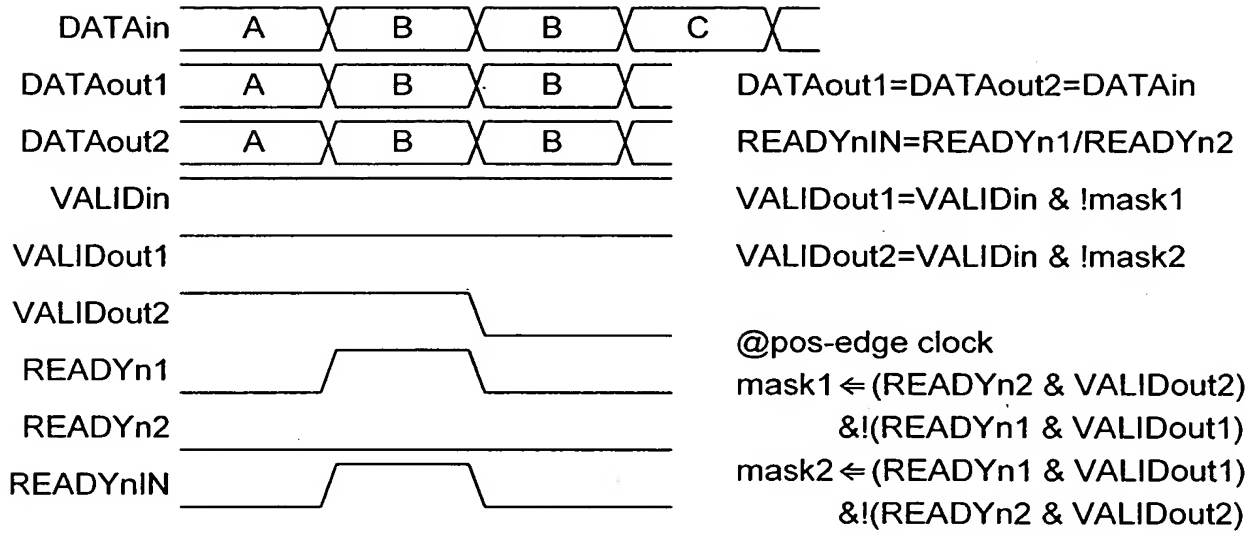 DATAin A B B C
DATAout1 A B B DATAout1=DATAout2=DATAin
DATAout2 A B B READYnIN=READYn1/READYn2
VALIDin VALIDout1=VALIDin & !mask1
VALIDout1 VALIDout2=VALIDin & !mask2
VALIDout2
@pos-edge clock
READYn1 mask1⇐(READYn2 & VALIDout2)
READYn2 &!(READYn1 & VALIDout1)
READYnIN mask2⇐(READYn1 & VALIDout1)
&!(READYn2 & VALIDout2)